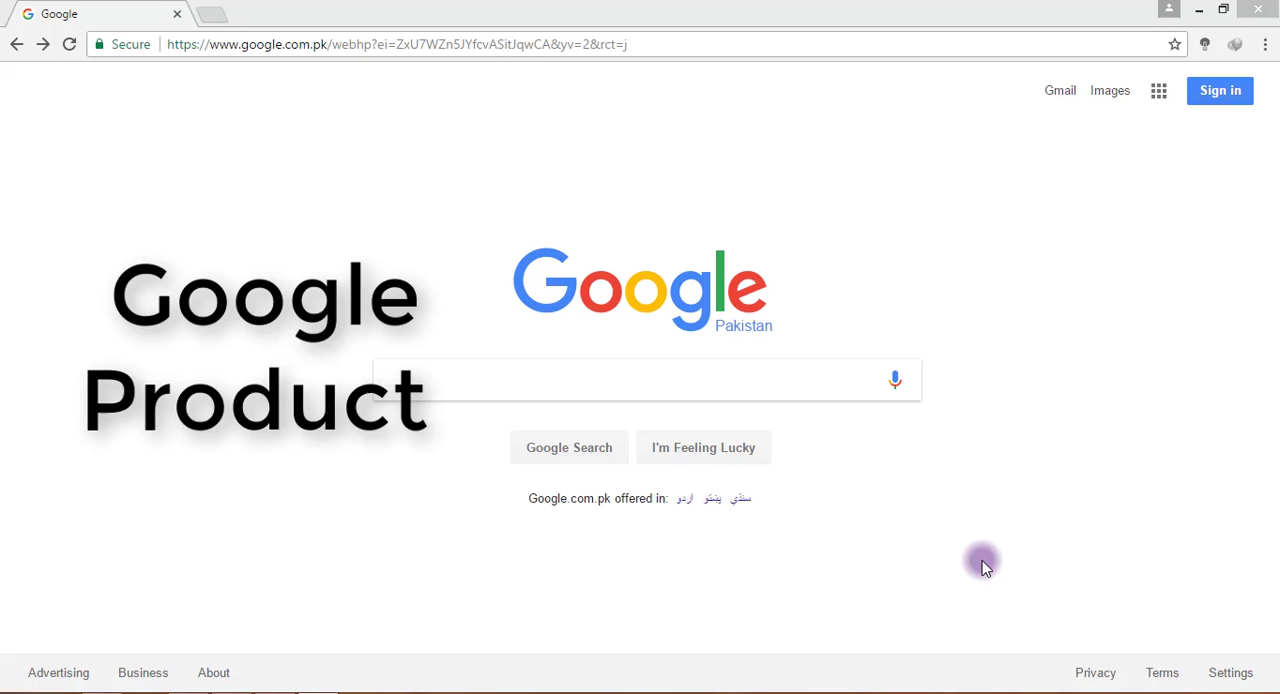 Google
Secure https://www.google.com.pk/webhp?ei=ZxU7WZn5JYfcvASitJqwCA&yv=2&rct=j
Gmail Images Sign in
Google
Pakistan
Google
Product
Google Search I'm Feeling Lucky
Google.com.pk offered in: اردو پښتو سنڌي
Advertising Business About Privacy Terms Settings